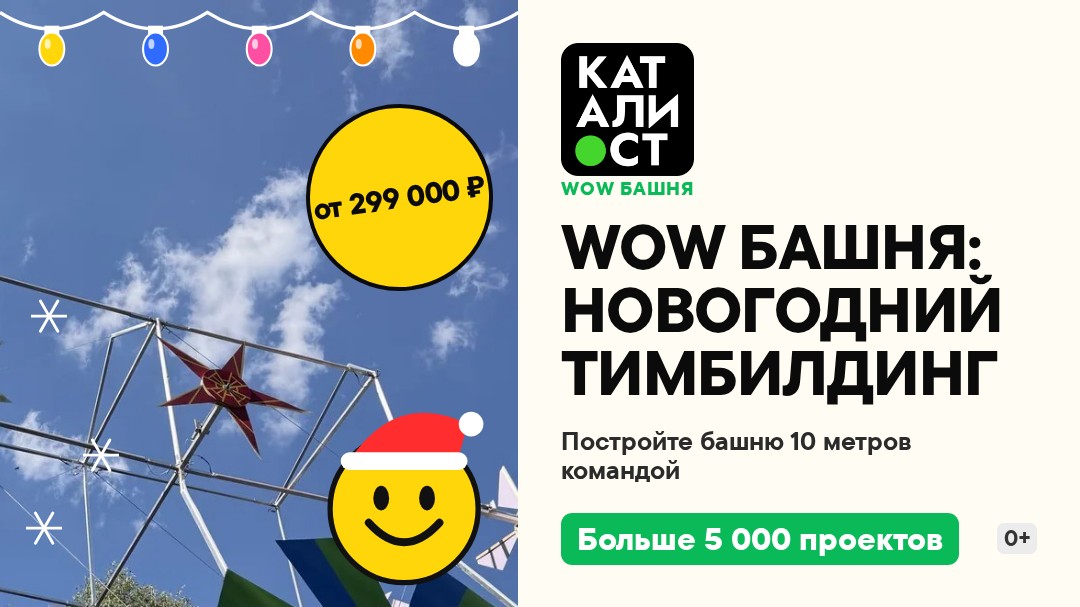 от 299 000 ₽
КАТ
АЛИ
СТ
WOW БАШНЯ
WOW БАШНЯ:
НОВОГОДНИЙ
ТИМБИЛДИНГ
Постройте башню 10 метров
командой
Больше 5 000 проектов
0+